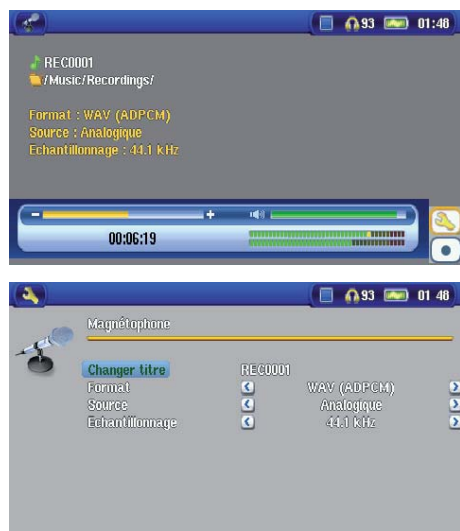 93 01:48
REC0001
/Music/Recordings/
Format : WAV (ADPCM)
Source : Analogique
Echantillonnage : 44.1 kHz
- +
00:06:19
93 01 48
Magnétophone
Changer titre REC0001
Format WAV (ADPCM)
Source Analogique
Echantillonnage 44.1 kHz